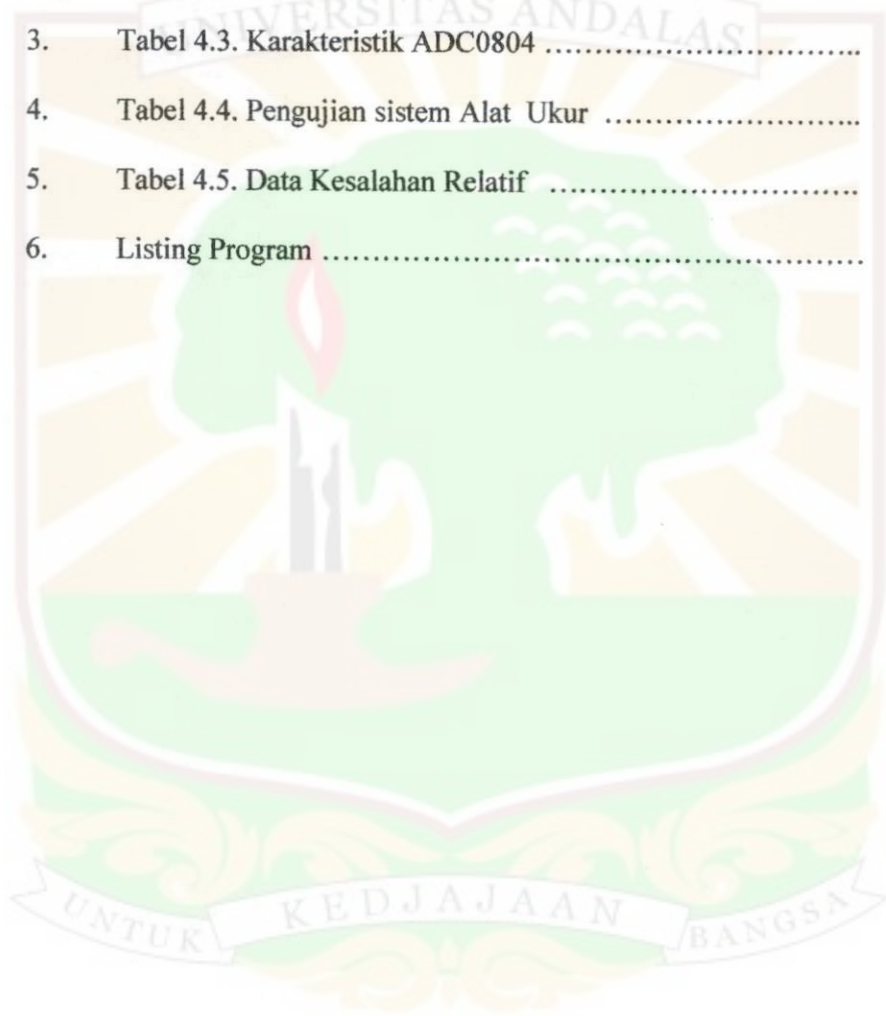 UNIVERSITAS ANDALAS
3. Tabel 4.3. Karakteristik ADC0804 ................................
4. Tabel 4.4. Pengujian sistem Alat Ukur ..........................
5. Tabel 4.5. Data Kesalahan Relatif ...............................
6. Listing Program ......................................................
UNTUK KEDJAJAAN BANGSA